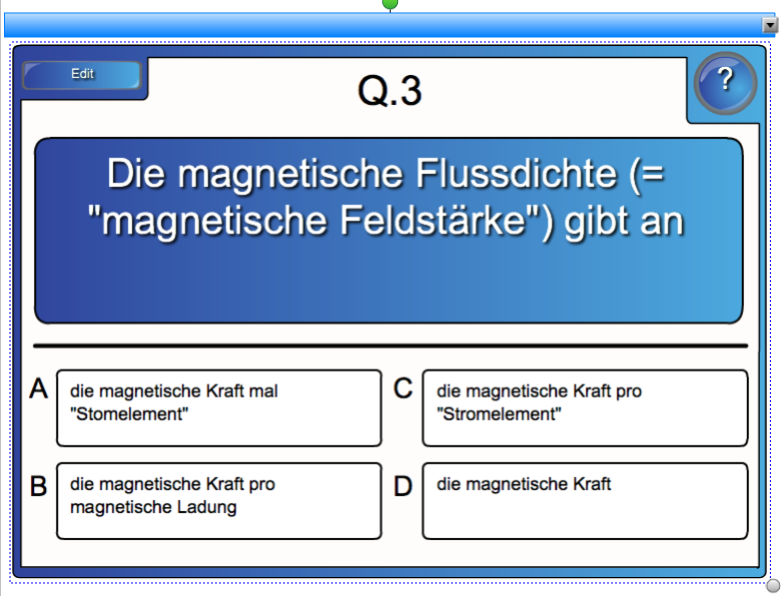 Edit
?
Q.3
Die magnetische Flussdichte (=
"magnetische Feldstärke") gibt an
A
die magnetische Kraft mal
"Stomelement"
C
die magnetische Kraft pro
"Stromelement"
B
die magnetische Kraft pro
magnetische Ladung
D
die magnetische Kraft